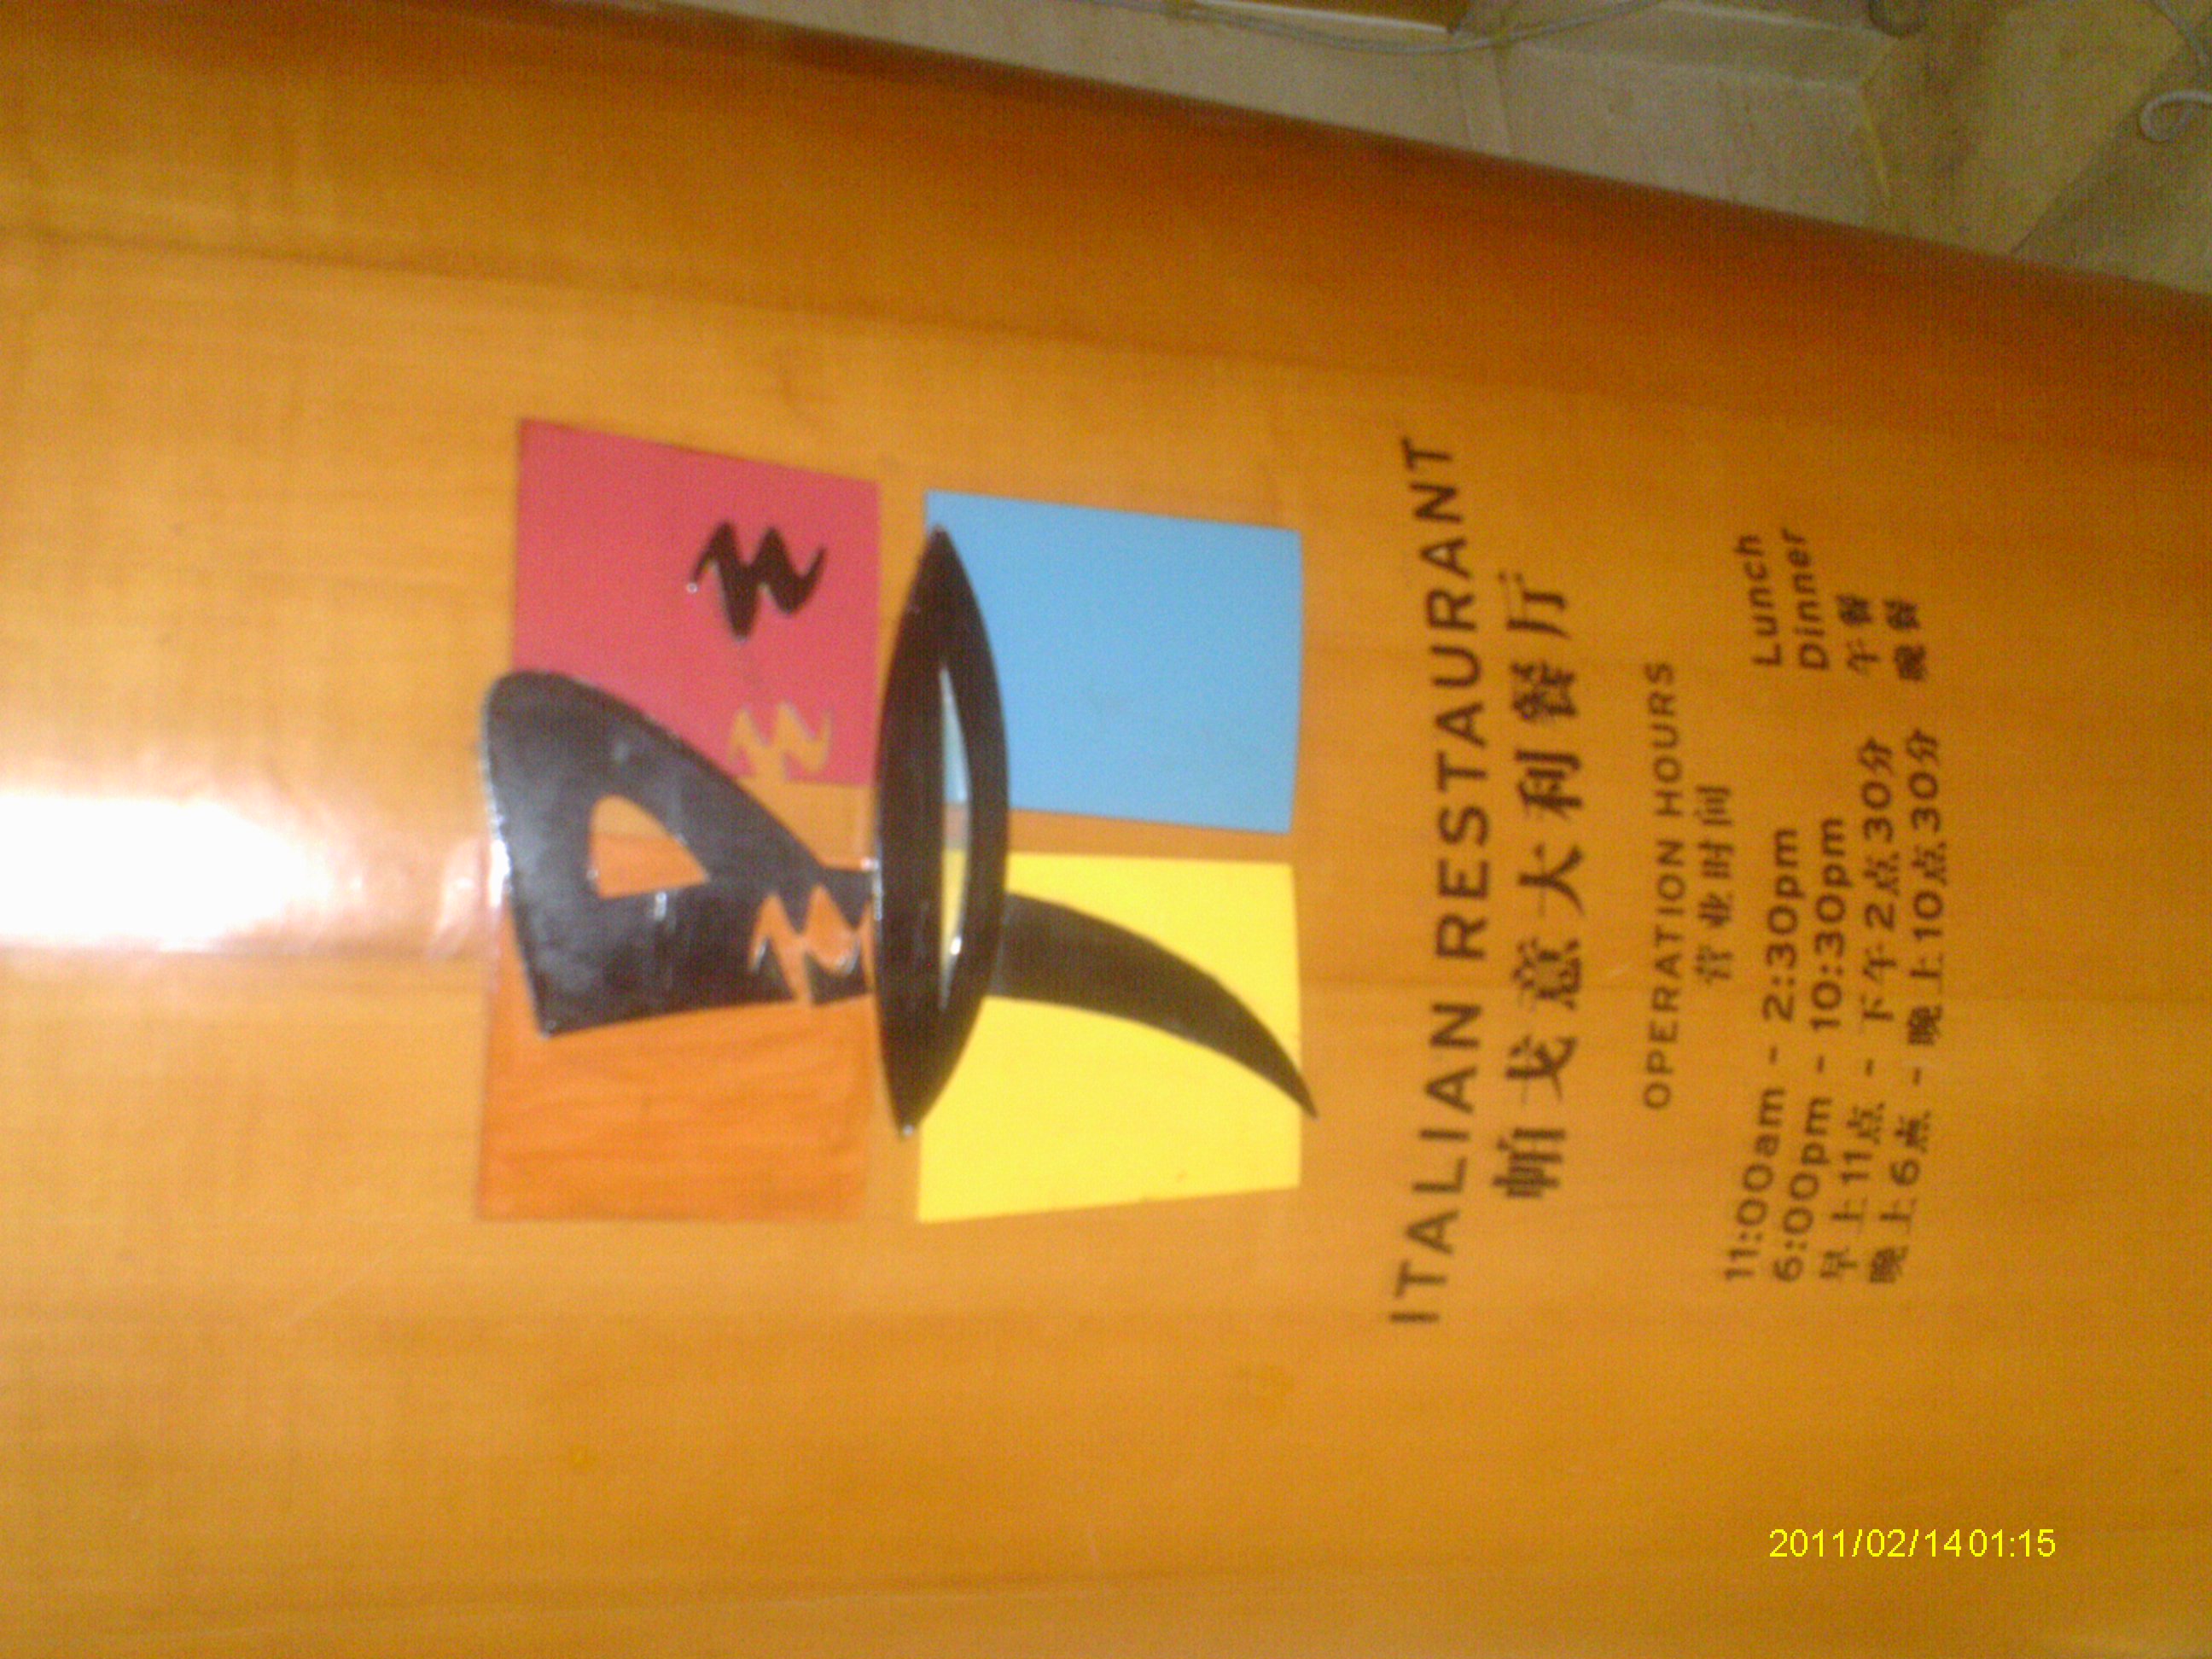 ITALIAN RESTAURANT
帕戈意大利餐厅
OPERATION HOURS
营业时间
11:00am - 2:30pm Lunch
6:00pm - 10:30pm Dinner
早上11点 - 下午2点30分 午餐
晚上6点 - 晚上10点30分 晚餐
2011/02/14 01:15